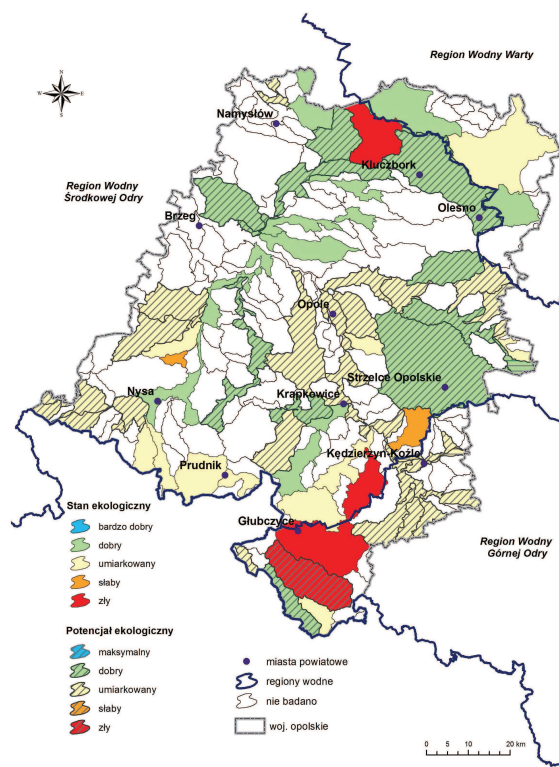 Region Wodny Warty
N
W
E
S
Namysłów
Kluczbork
Region Wodny
Środkowej Odry
Brzeg
Olesno
Opole
Strzelce Opolskie
Nysa
Krapkowice
Kędzierzyn-Koźle
Prudnik
Głubczyce
Region Wodny
Górnej Odry
Stan ekologiczny
bardzo dobry
dobry
umiarkowany
słaby
zły
Potencjał ekologiczny
maksymalny
dobry
umiarkowany
słaby
zły
miasta powiatowe
regiony wodne
nie badano
woj. opolskie
0 5 10 20 km